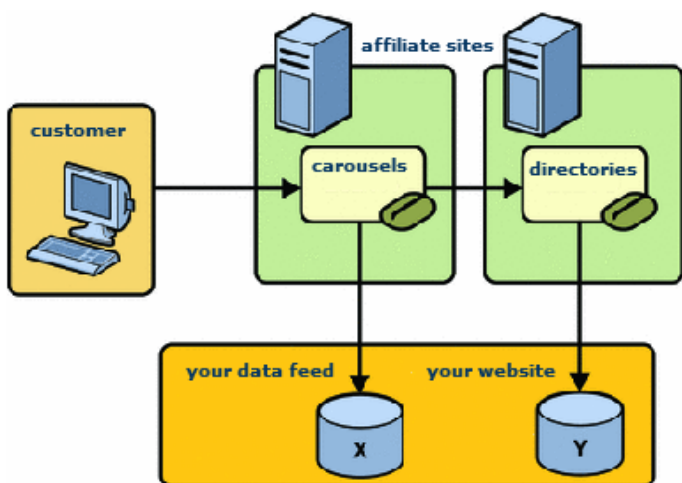 affiliate sites
customer
carousels
directories
your data feed
your website
X
Y